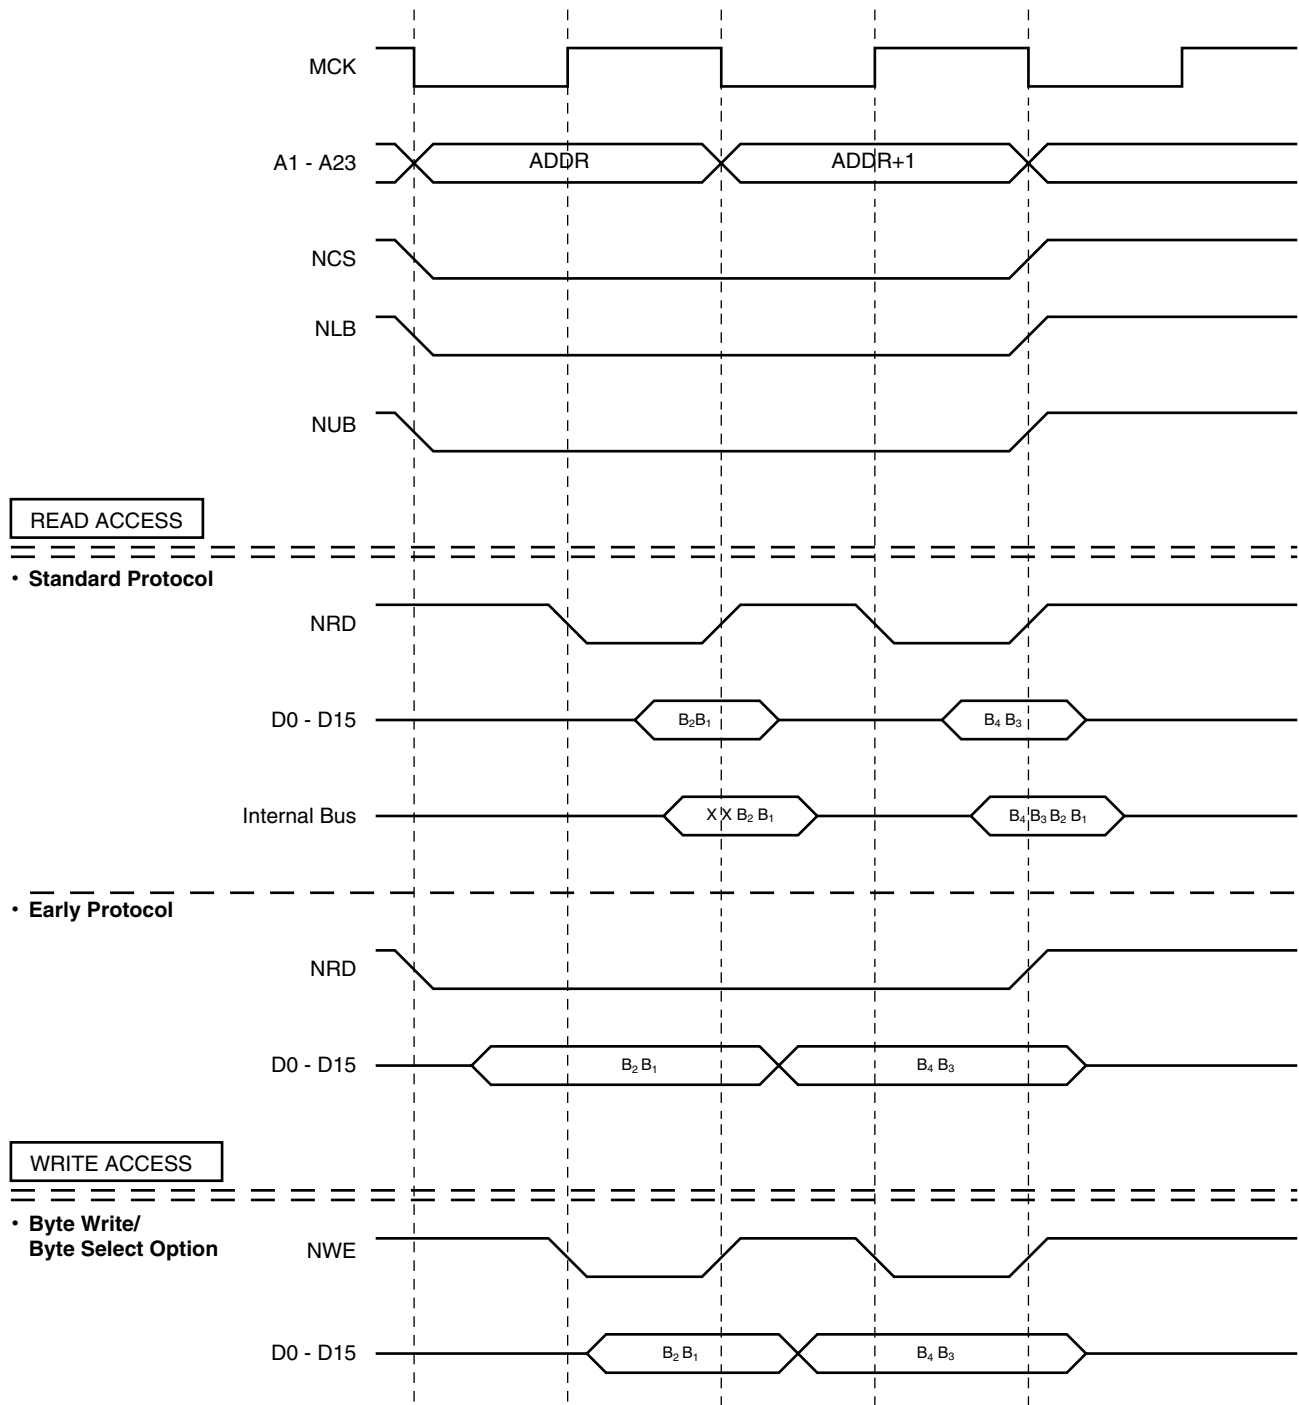 MCK
A1 - A23 ADDR ADDR+1
NCS
NLB
NUB
READ ACCESS
• Standard Protocol
NRD
D0 - D15 B₂B₁ B₄ B₃
Internal Bus X X B₂ B₁ B₄ B₃ B₂ B₁
• Early Protocol
NRD
D0 - D15 B₂ B₁ B₄ B₃
WRITE ACCESS
• Byte Write/
Byte Select Option NWE
D0 - D15 B₂ B₁ B₄ B₃